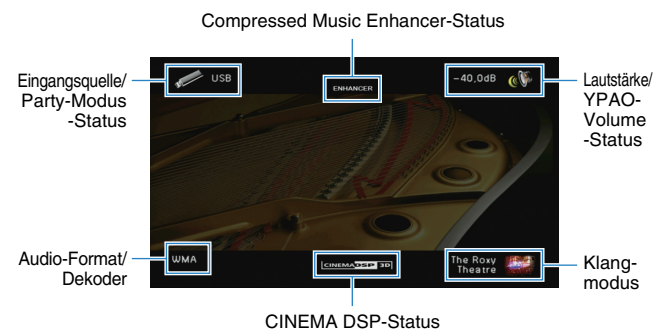 Compressed Music Enhancer-Status
Eingangsquelle/
Party-Modus
-Status
USB
ENHANCER
-40,0dB
Lautstärke/
YPAO-
Volume
-Status
Audio-Format/
Dekoder
WMA
CINEMA DSP 3D
The Roxy
Theatre
Klang-
modus
CINEMA DSP-Status